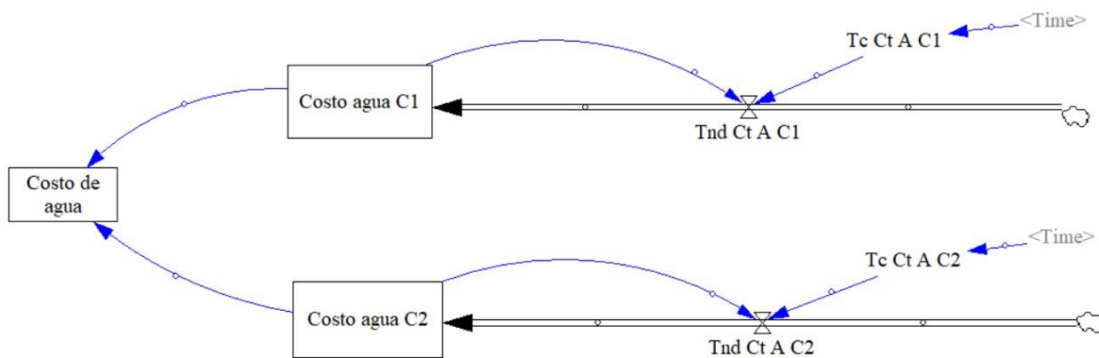 <Time>
Tc Ct A C1
Costo agua C1
Tnd Ct A C1
Costo de
agua
<Time>
Tc Ct A C2
Costo agua C2
Tnd Ct A C2